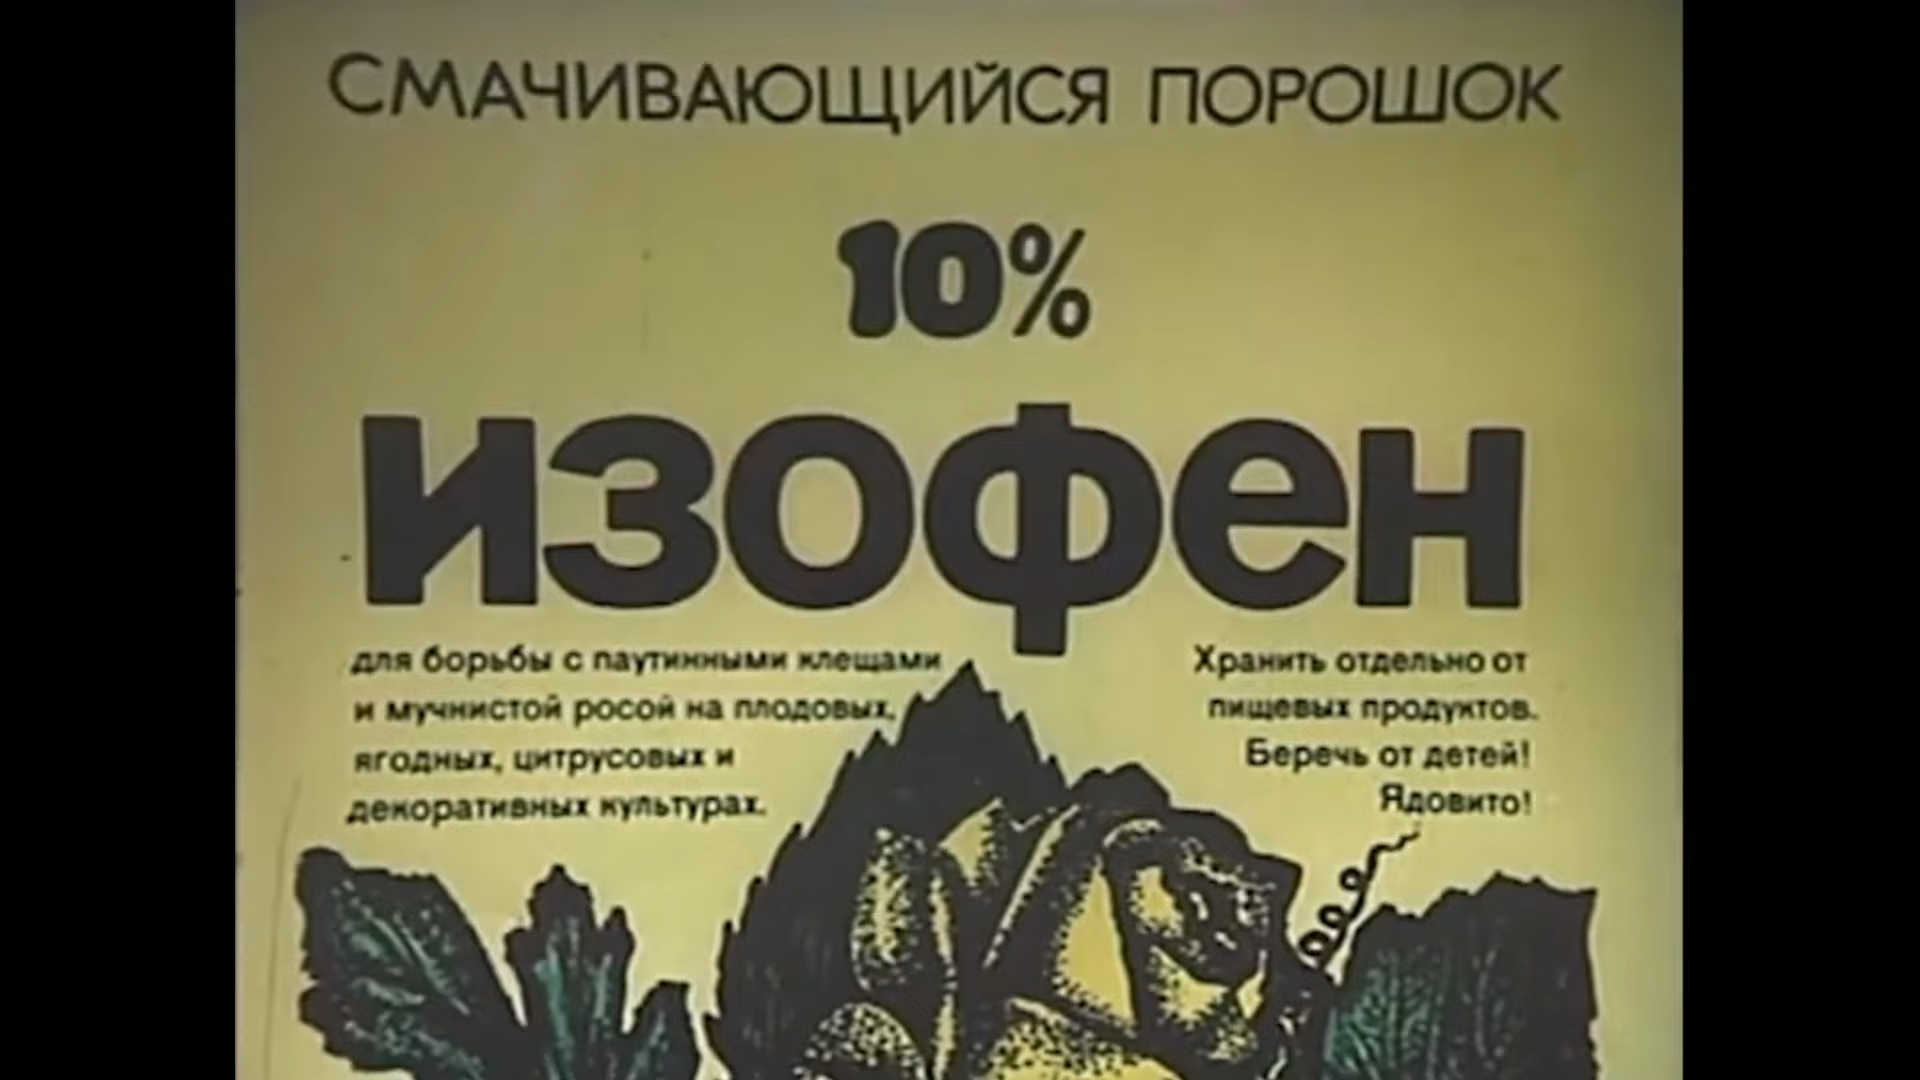 СМАЧИВАЮЩИЙСЯ ПОРОШОК
10%
изофен
для борьбы с паутинными клещами
и мучнистой росой на плодовых,
ягодных, цитрусовых и
декоративных культурах.
Хранить отдельно от
пищевых продуктов.
Беречь от детей!
Ядовито!